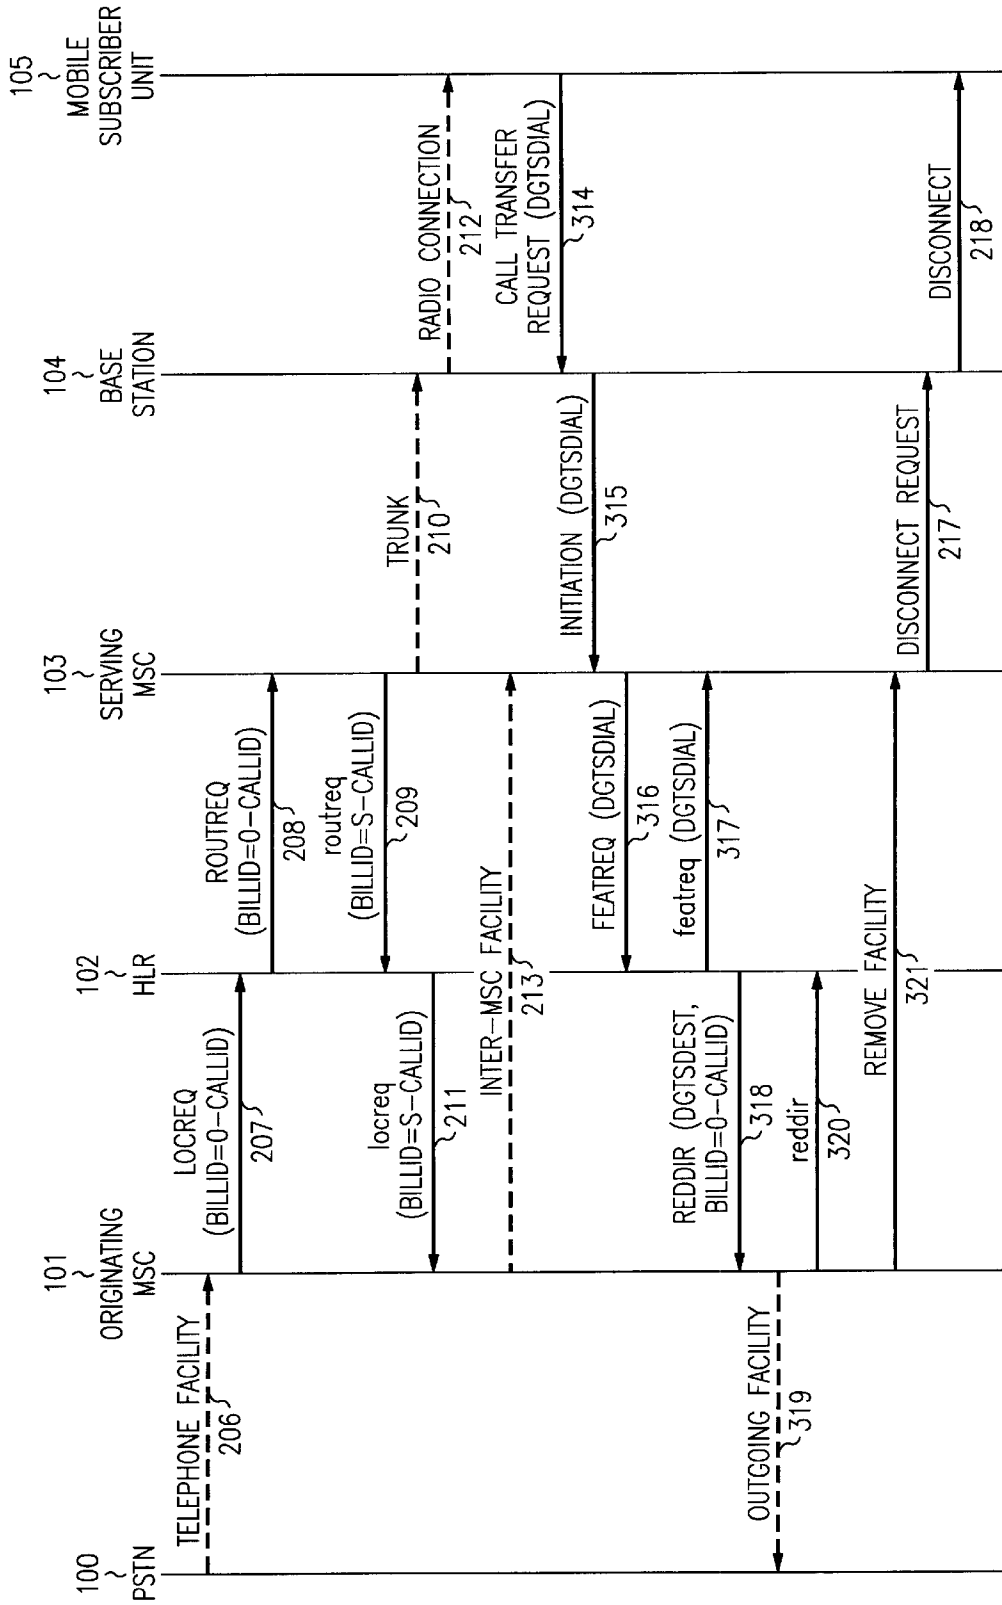 100
PSTN
101
ORIGINATING
MSC
102
HLR
103
SERVING
MSC
104
BASE
STATION
105
MOBILE
SUBSCRIBER
UNIT
TELEPHONE FACILITY
206
LOCREQ
(BILLID=O-CALLID)
207
ROUTREQ
(BILLID=O-CALLID)
208
routreq
(BILLID=S-CALLID)
209
TRUNK
210
locreq
(BILLID=S-CALLID)
211
RADIO CONNECTION
212
INTER-MSC FACILITY
213
CALL TRANSFER
REQUEST (DGTSDIAL)
314
INITIATION (DGTSDIAL)
315
FEATREQ (DGTSDIAL)
316
featreq (DGTSDIAL)
317
REDDIR (DGTSDEST,
BILLID=O-CALLID)
318
OUTGOING FACILITY
319
reddir
320
REMOVE FACILITY
321
DISCONNECT REQUEST
217
DISCONNECT
218